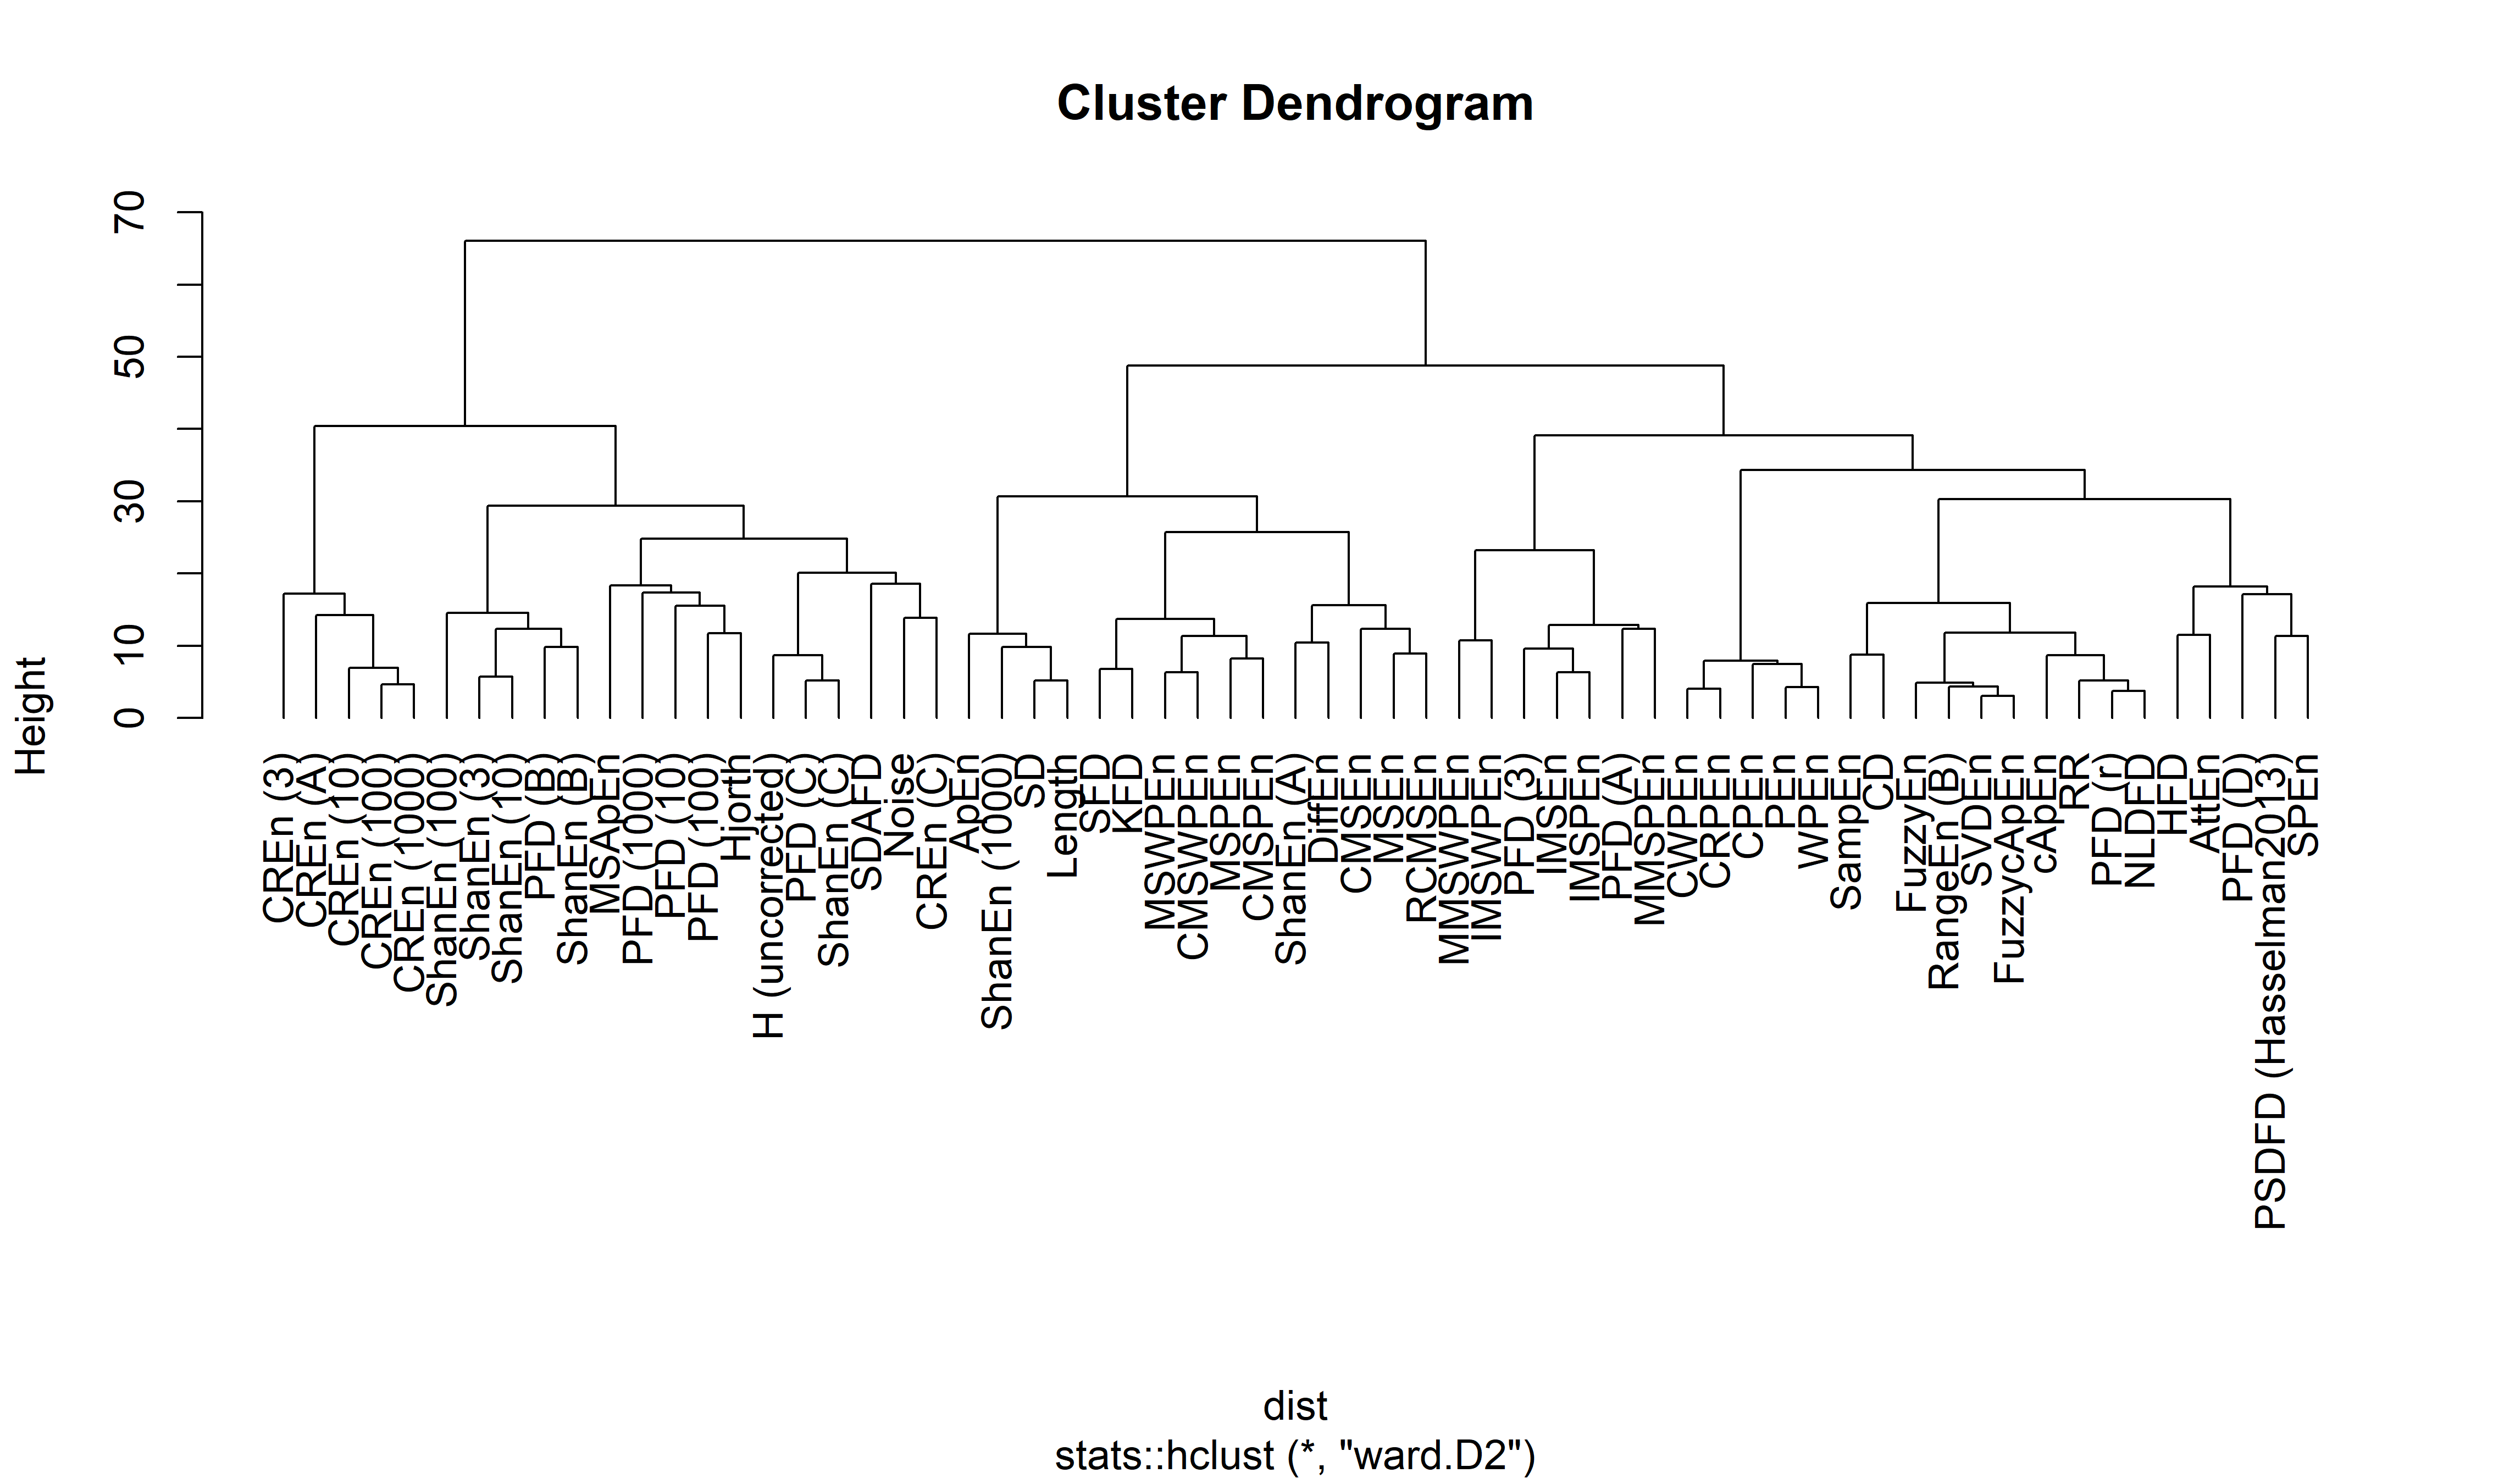 Cluster Dendrogram
Height
70
50
30
10
0
CREn (3)
CREn (A)
CREn (10)
CREn (100)
CREn (1000)
ShanEn (100)
ShanEn (3)
ShanEn (10)
PFD (B)
ShanEn (B)
MSApEn
PFD (1000)
PFD (10)
PFD (100)
Hjorth
H (uncorrected)
PFD (C)
ShanEn (C)
SDAFD
Noise
CREn (C)
ApEn
ShanEn (1000)
SD
Length
SFD
KFD
MSWPEn
CMSWPEn
MSPEn
CMSPEn
ShanEn (A)
DiffEn
CMSEn
MSEn
RCMSEn
MMSWPEn
IMSWPEn
PFD (3)
IMSEn
IMSPEn
PFD (A)
MMSPEn
CWPEn
CRPEn
CPEn
PEn
WPEn
SampEn
CD
FuzzyEn
RangeEn (B)
SVDEn
FuzzycApEn
cApEn
RR
PFD (r)
NLDFD
HFD
AttEn
PFD (D)
PSDFD (Hasselman2013)
SPEn
dist
stats::hclust (*, "ward.D2")